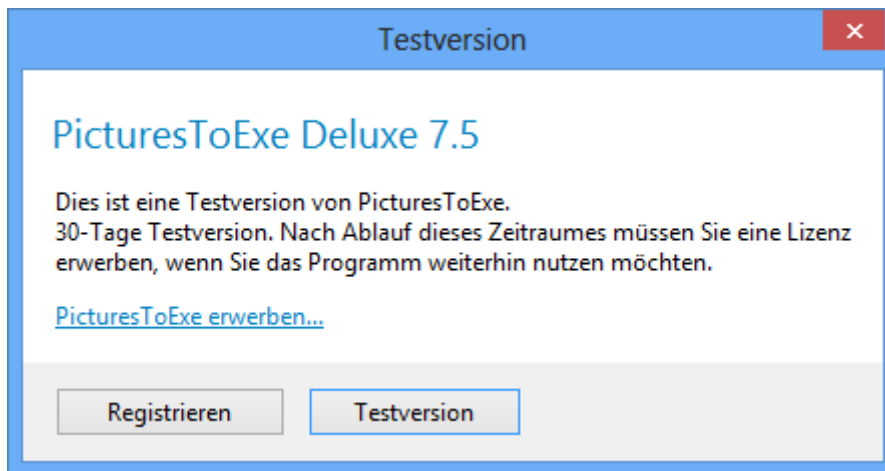 Testversion
PicturesToExe Deluxe 7.5
Dies ist eine Testversion von PicturesToExe.
30-Tage Testversion. Nach Ablauf dieses Zeitraumes müssen Sie eine Lizenz
erwerben, wenn Sie das Programm weiterhin nutzen möchten.
PicturesToExe erwerben...
Registrieren
Testversion